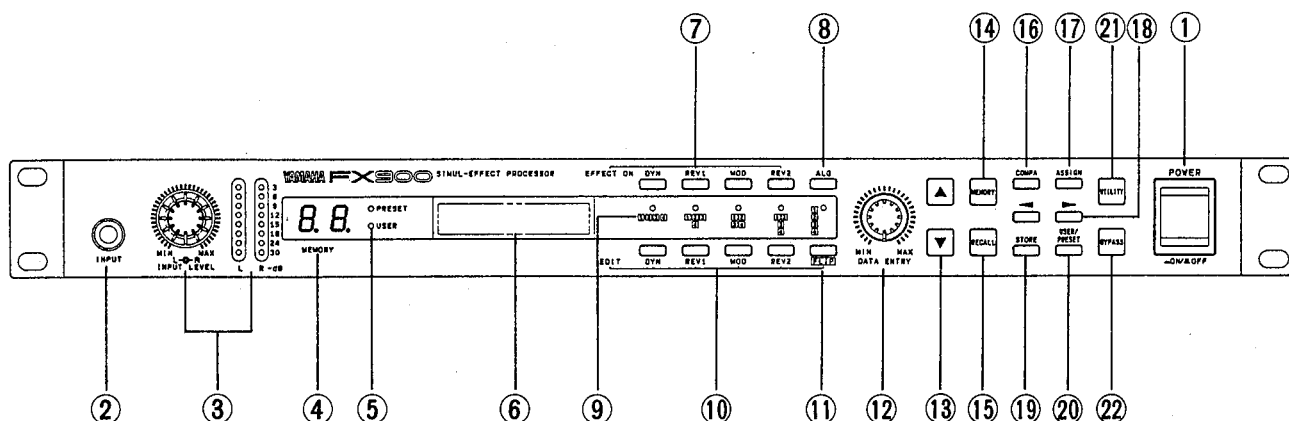 ⑦ ⑧ ⑭ ⑯ ⑰ ㉑ ⑱ ①
YAMAHA FX900 SIMUL-EFFECT PROCESSOR
EFFECT ON DYN REV1 MOD REV2 ALG
MEMORY COMPA ASSIGN UTILITY POWER
3
6
9
12
15
18
24
30
8.8. PRESET
USER
MEMORY
INPUT
MIN MAX
L R
INPUT LEVEL
L R -dB
EDIT DYN REV1 MOD REV2 FLIP
MIN MAX
DATA ENTRY
RECALL STORE USER/
PRESET BYPASS
ON/ OFF
② ③ ④ ⑤ ⑥ ⑨ ⑩ ⑪ ⑫ ⑬ ⑮ ⑲ ⑳ ㉒